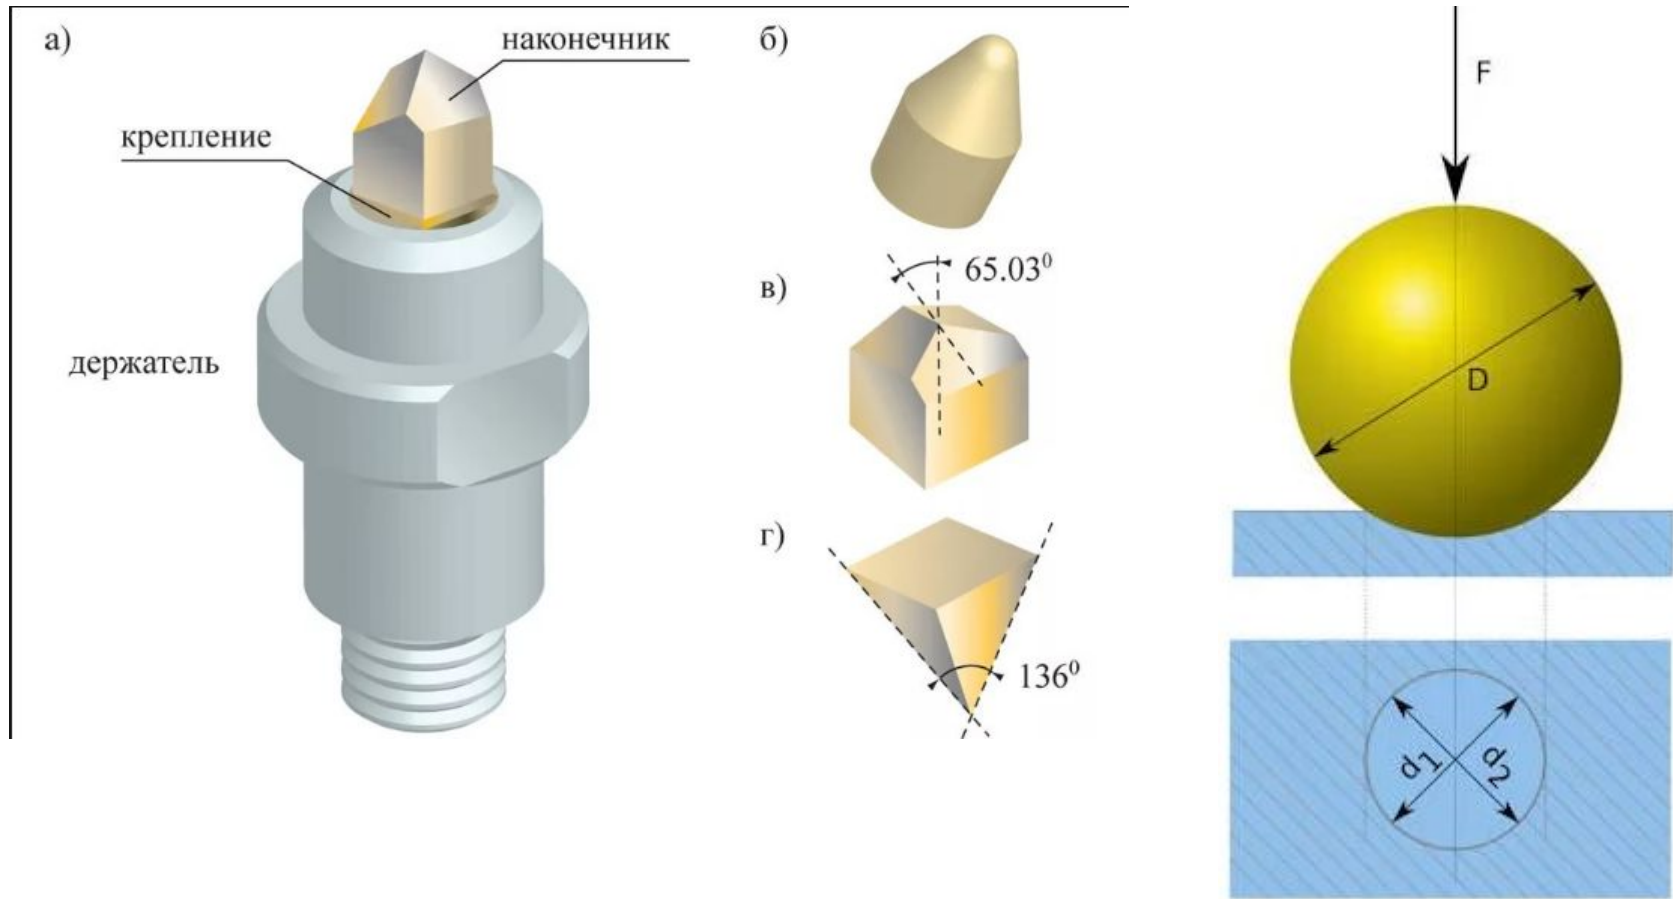 а)
наконечник
крепление
держатель
б)
в)
65.03⁰
г)
136⁰
F
D
d₁
d₂